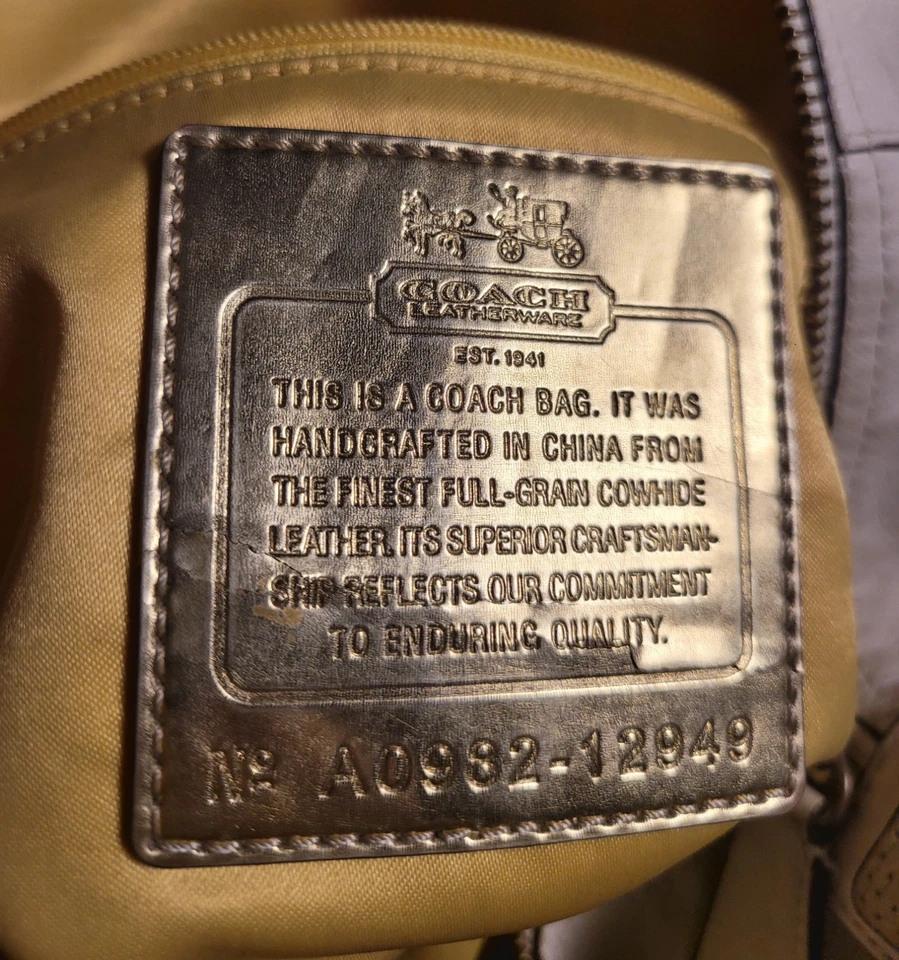 COACH
LEATHERWARE
EST. 1941
THIS IS A COACH BAG. IT WAS
HANDCRAFTED IN CHINA FROM
THE FINEST FULL-GRAIN COWHIDE
LEATHER. ITS SUPERIOR CRAFTSMAN-
SHIP REFLECTS OUR COMMITMENT
TO ENDURING QUALITY.
Nº A0982-12949